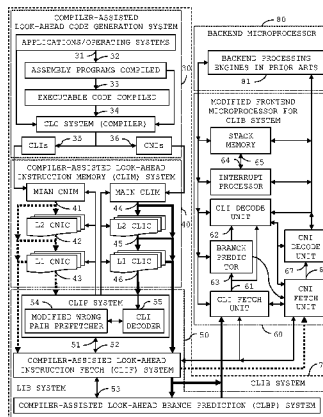 COMPILER-ASSISTED
LOOK-AHEAD CODE GENERATION SYSTEM
APPLICATIONS/OPERATING SYSTEMS
31
32
ASSEMBLY PROGRAMS COMPILED
33
EXECUTABLE CODE COMPILED
34
CLC SYSTEM (COMPILER)
35
36
CLIs
CNIs
30
COMPILER-ASSISTED LOOK-AHEAD
INSTRUCTION MEMORY (CLIM) SYSTEM
MIAN CNIM
MAIN CLIM
41
44
L2 CNIC
L2 CLIC
42
45
L1 CNIC
L1 CLIC
43
46
40
CLIP SYSTEM
54
55
MODIFIED WRONG
PAIR PREFETCHER
CLI
DECODER
51
52
50
COMPILER-ASSISTED LOOK-AHEAD
INSTRUCTION FETCH (CLIF) SYSTEM
LIB SYSTEM
53
CLIB SYSTEM
COMPILER-ASSISTED LOOK-AHEAD BRANCH PREDICTION (CLBP) SYSTEM
80
BACKEND MICROPROCESSOR
BACKEND PROCESSING
ENGINES IN PRIOR ARTS
81
MODIFIED FRONTEND
MICROPROCESSOR FOR
CLIB SYSTEM
STACK
MEMORY
64
65
INTERRUPT
PROCESSOR
CLI DECODE
UNIT
62
BRANCH
PREDICTOR
CNI
DECODE
UNIT
63
61
67
CLI FETCH
UNIT
CNI
FETCH
UNIT
60